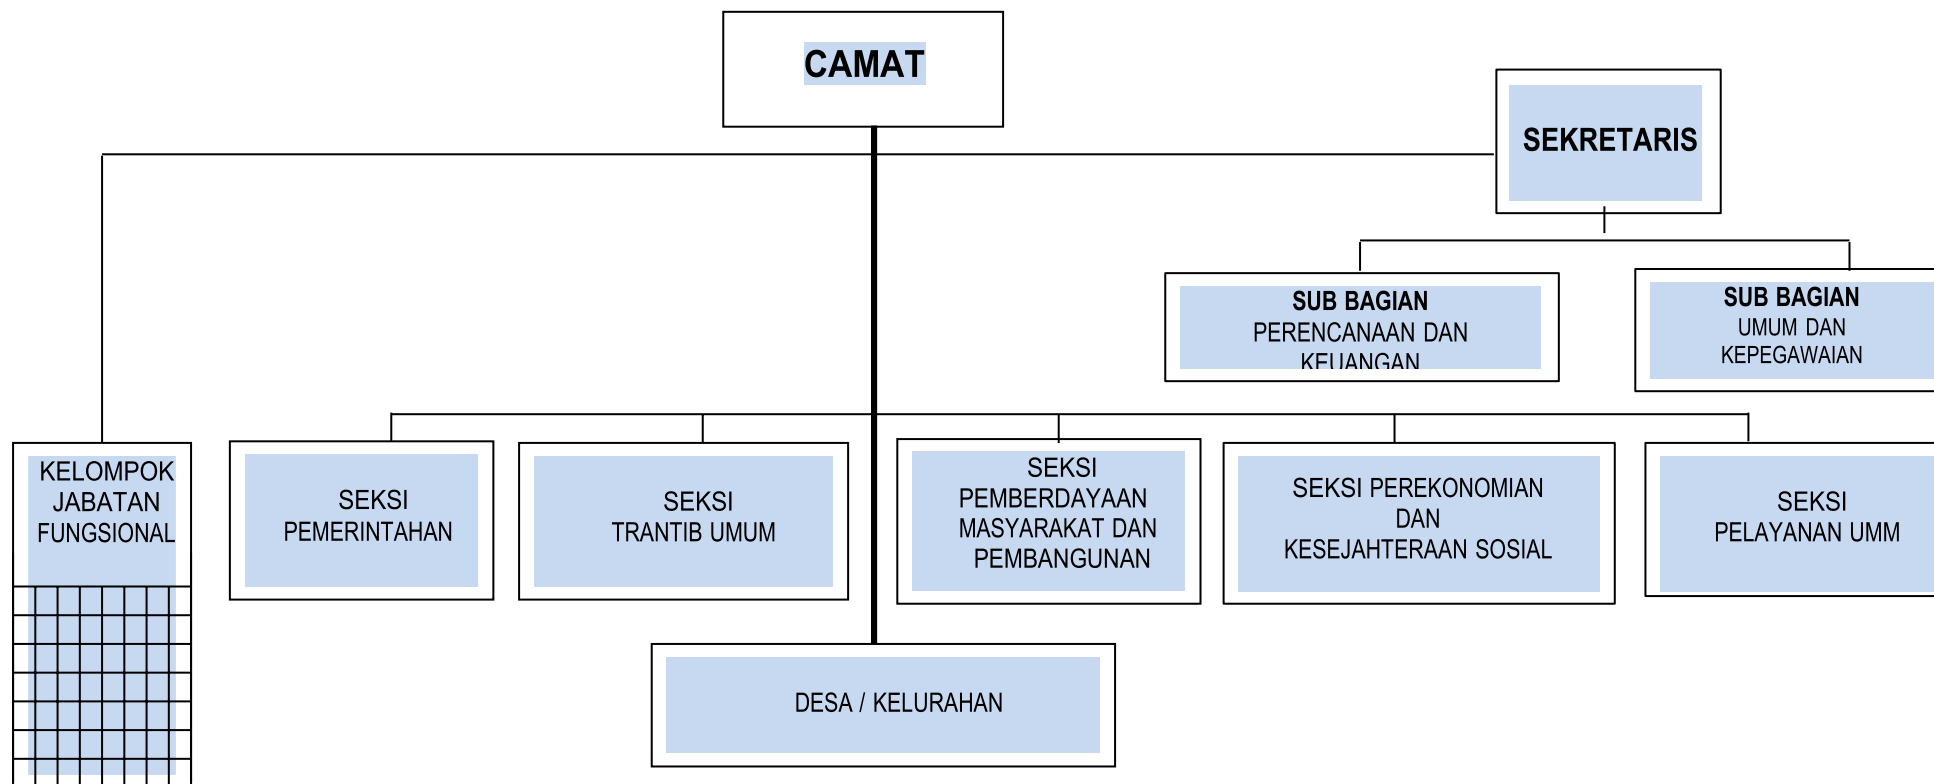 CAMAT
SEKRETARIS
SUB BAGIAN
PERENCANAAN DAN
KEUANGAN
SUB BAGIAN
UMUM DAN
KEPEGAWAIAN
KELOMPOK
JABATAN
FUNGSIONAL
SEKSI
PEMERINTAHAN
SEKSI
TRANTIB UMUM
SEKSI
PEMBERDAYAAN
MASYARAKAT DAN
PEMBANGUNAN
SEKSI PEREKONOMIAN
DAN
KESEJAHTERAAN SOSIAL
SEKSI
PELAYANAN UMM
DESA / KELURAHAN